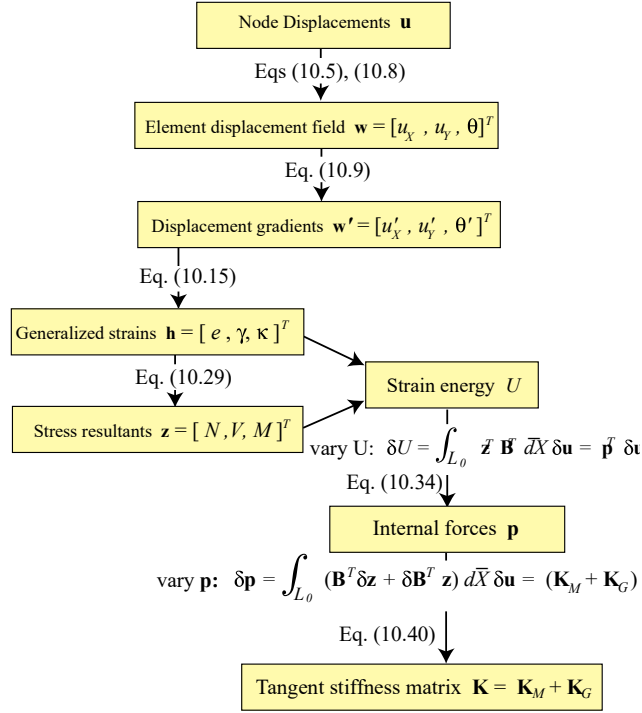 Node Displacements u
Eqs (10.5), (10.8)
Element displacement field w = [u_X , u_Y , θ]^T
Eq. (10.9)
Displacement gradients w' = [u'_X , u'_Y , θ']^T
Eq. (10.15)
Generalized strains h = [ e , γ, κ ]^T
Eq. (10.29)
Strain energy U
Stress resultants z = [ N , V, M ]^T
vary U: δU = ∫_{L_0} z^T B^T dX̄ δu = p^T δu
Eq. (10.34)
Internal forces p
vary p: δp = ∫_{L_0} (B^T δz + δB^T z) dX̄ δu = (K_M + K_G)
Eq. (10.40)
Tangent stiffness matrix K = K_M + K_G